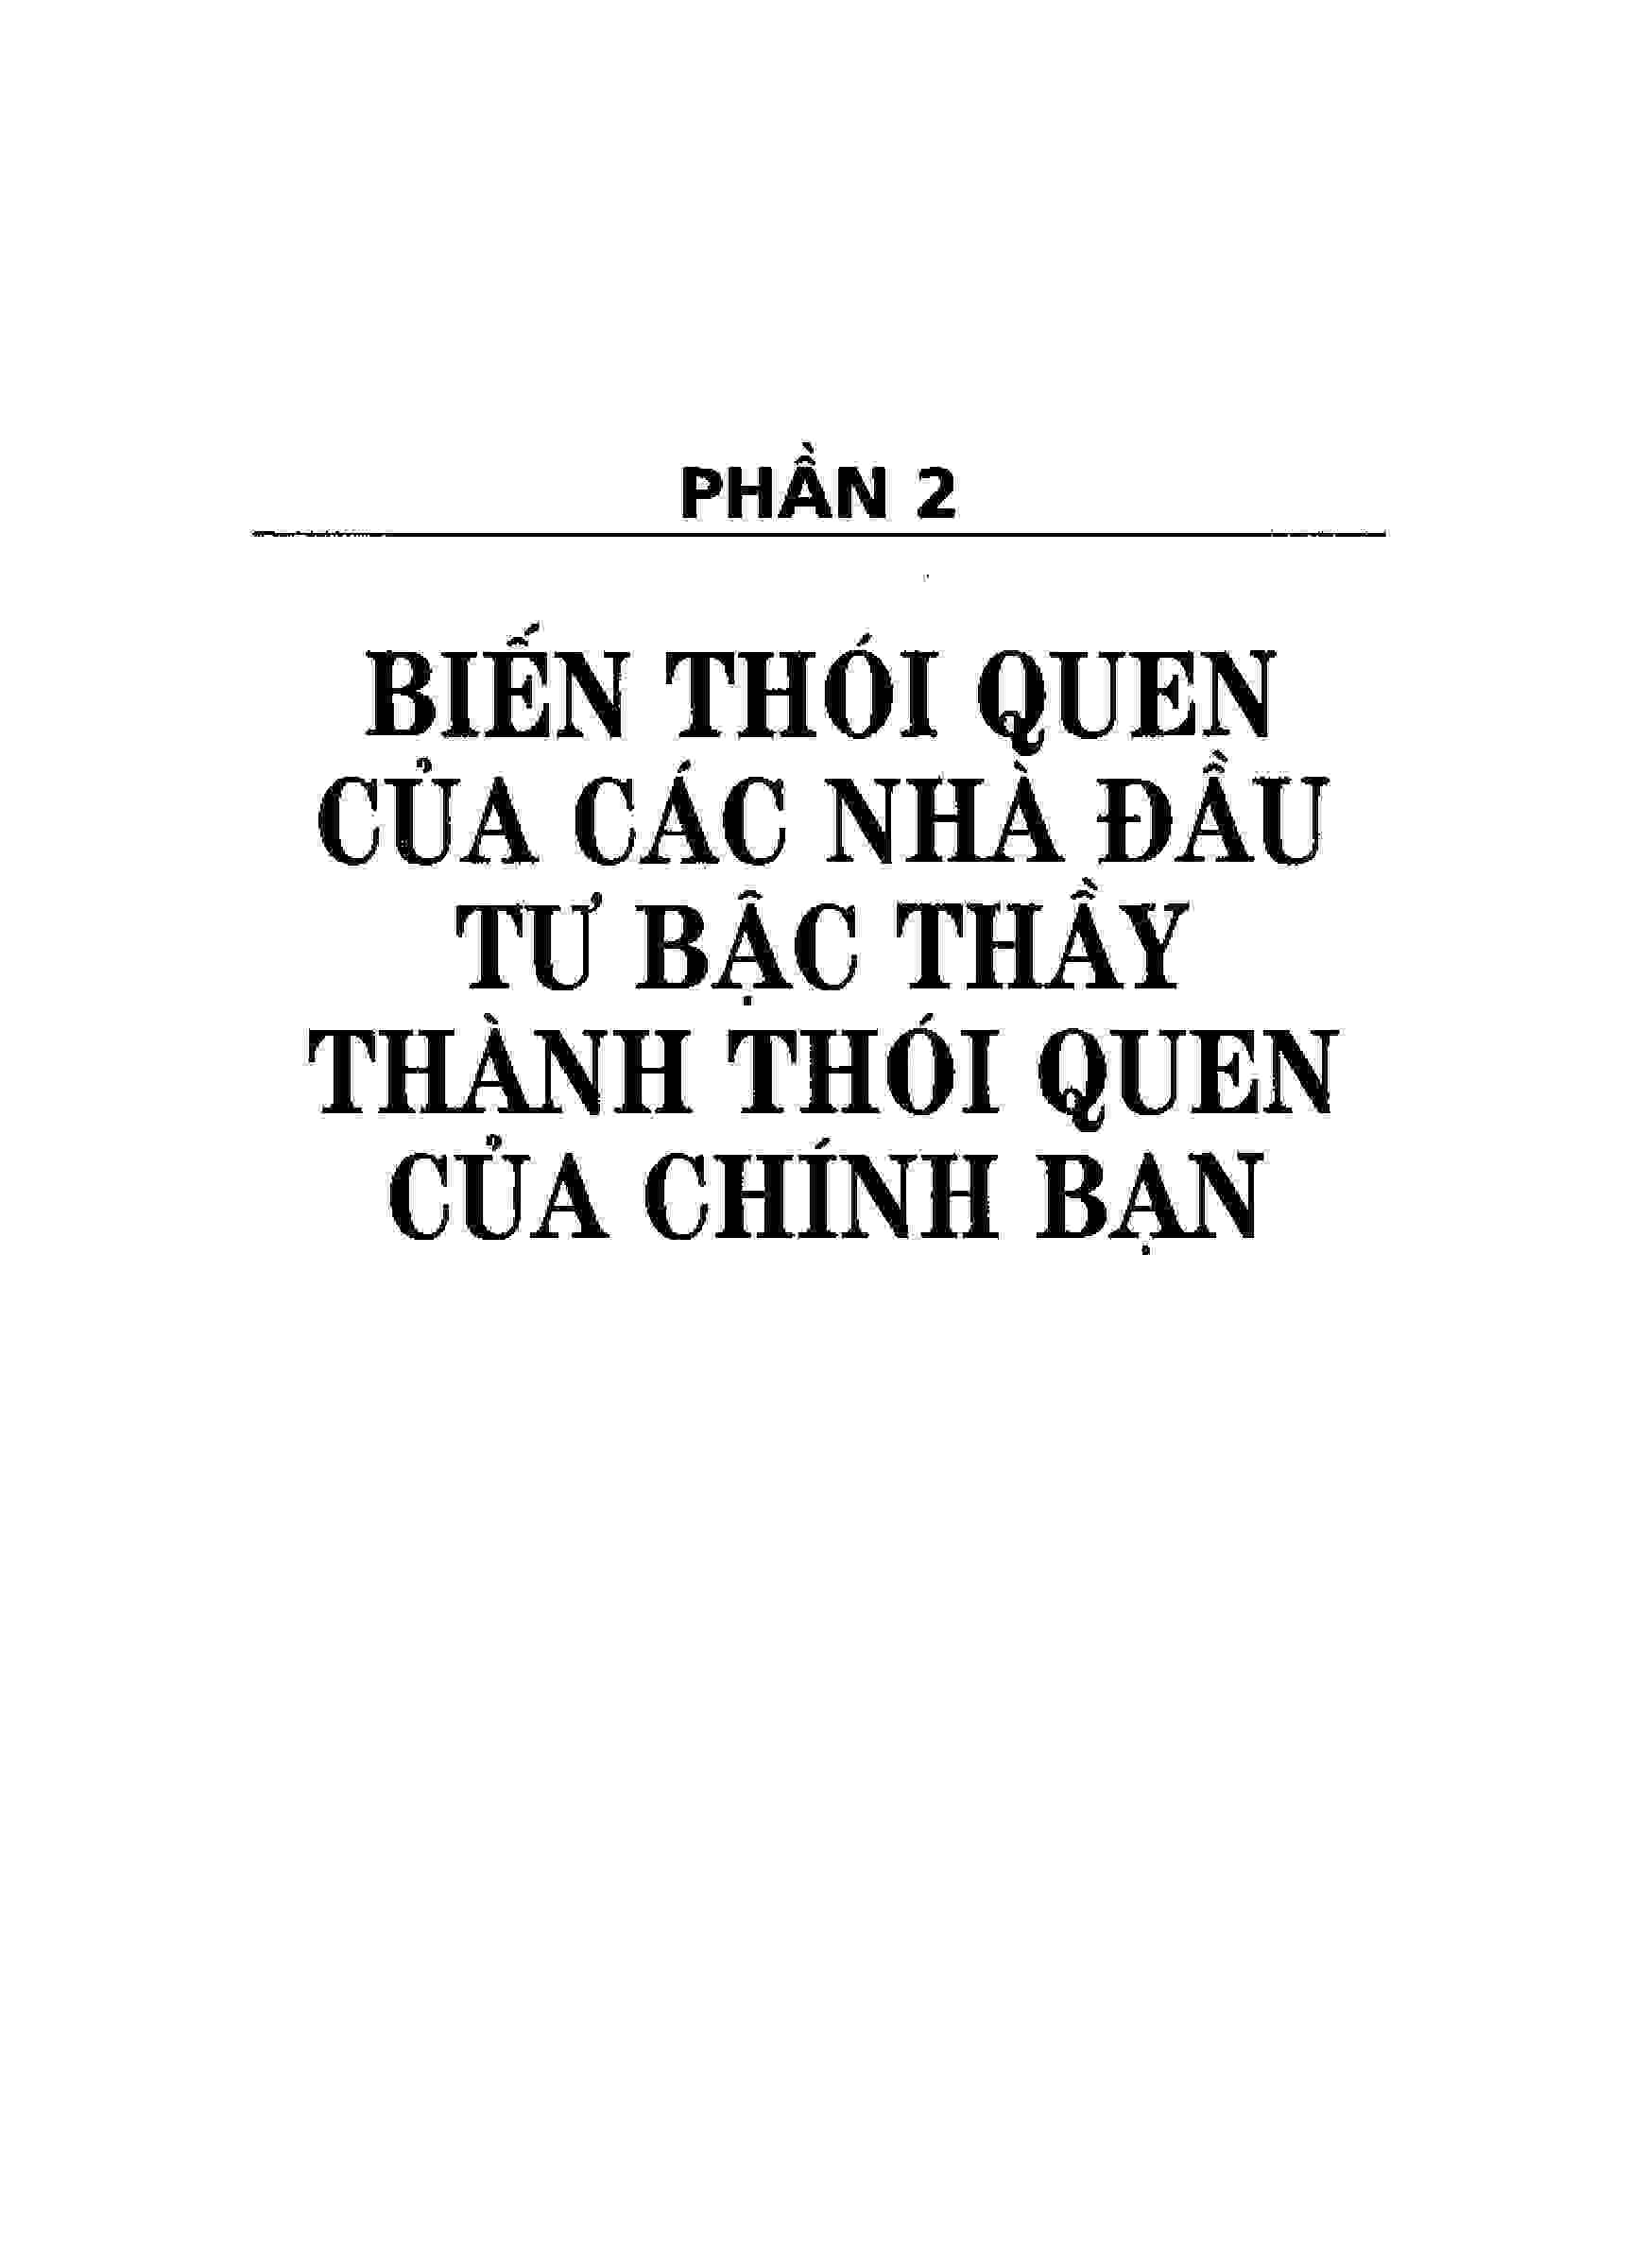 PHẦN 2
BIẾN THÓI QUEN
CỦA CÁC NHÀ ĐẦU
TƯ BẬC THẦY
THÀNH THÓI QUEN
CỦA CHÍNH BẠN